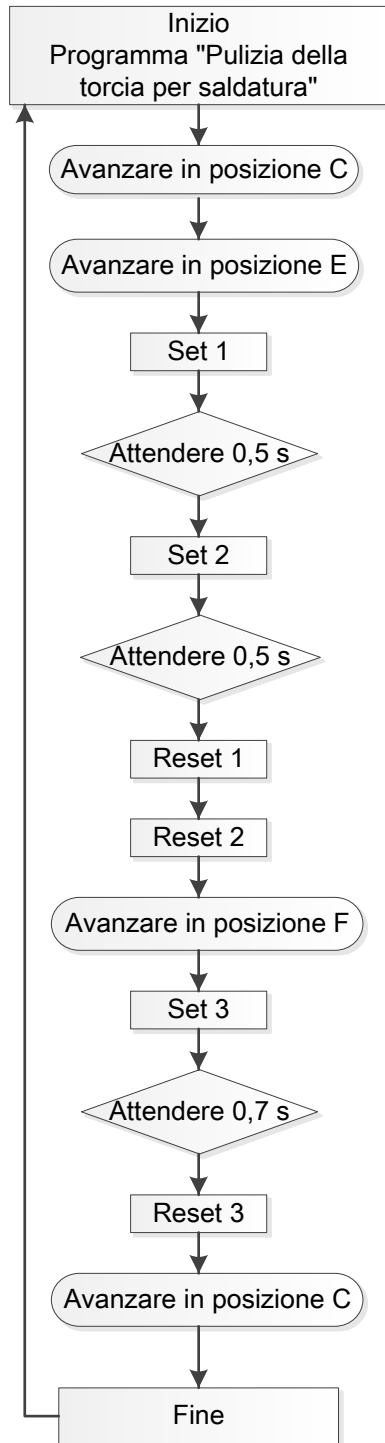 Inizio
Programma "Pulizia della
torcia per saldatura"
Avanzare in posizione C
Avanzare in posizione E
Set 1
Attendere 0,5 s
Set 2
Attendere 0,5 s
Reset 1
Reset 2
Avanzare in posizione F
Set 3
Attendere 0,7 s
Reset 3
Avanzare in posizione C
Fine